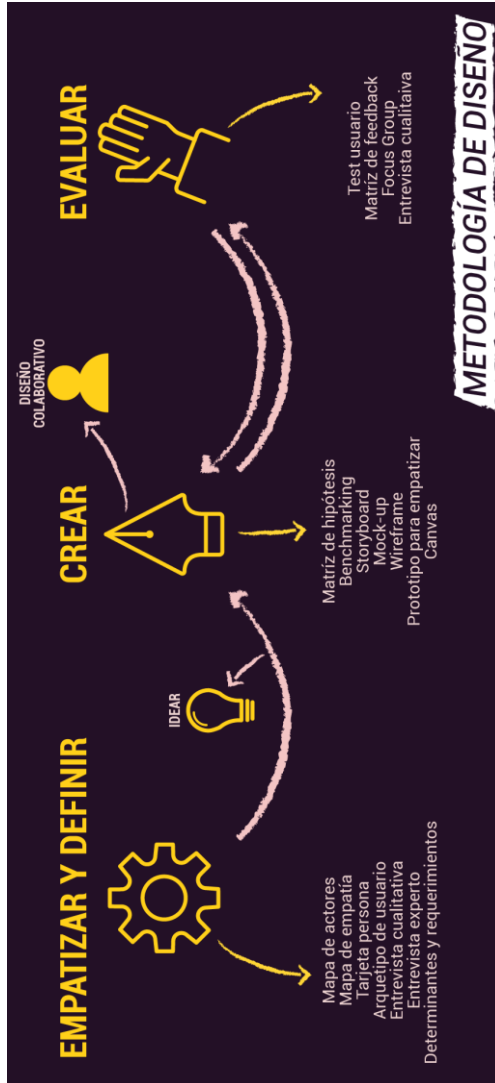 METODOLOGÍA DE DISEÑO
EMPATIZAR Y DEFINIR
Mapa de actores
Mapa de empatía
Tarjeta persona
Arquetipo de usuario
Entrevista cualitativa
Entrevista experto
Determinantes y requerimientos
IDEAR
CREAR
DISEÑO
COLABORATIVO
Matríz de hipótesis
Benchmarking
Storyboard
Mock-up
Wireframe
Prototipo para empatizar
Canvas
EVALUAR
Test usuario
Matríz de feedback
Focus Group
Entrevista cualitaiva